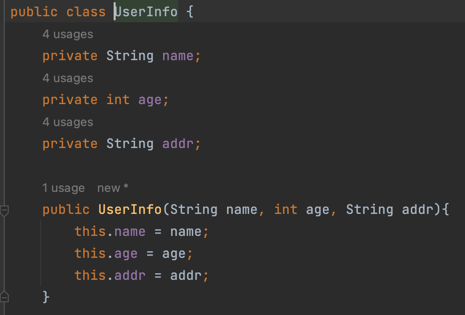 public class UserInfo {
4 usages
private String name;
4 usages
private int age;
4 usages
private String addr;
1 usage new *
public UserInfo(String name, int age, String addr){
this.name = name;
this.age = age;
this.addr = addr;
}